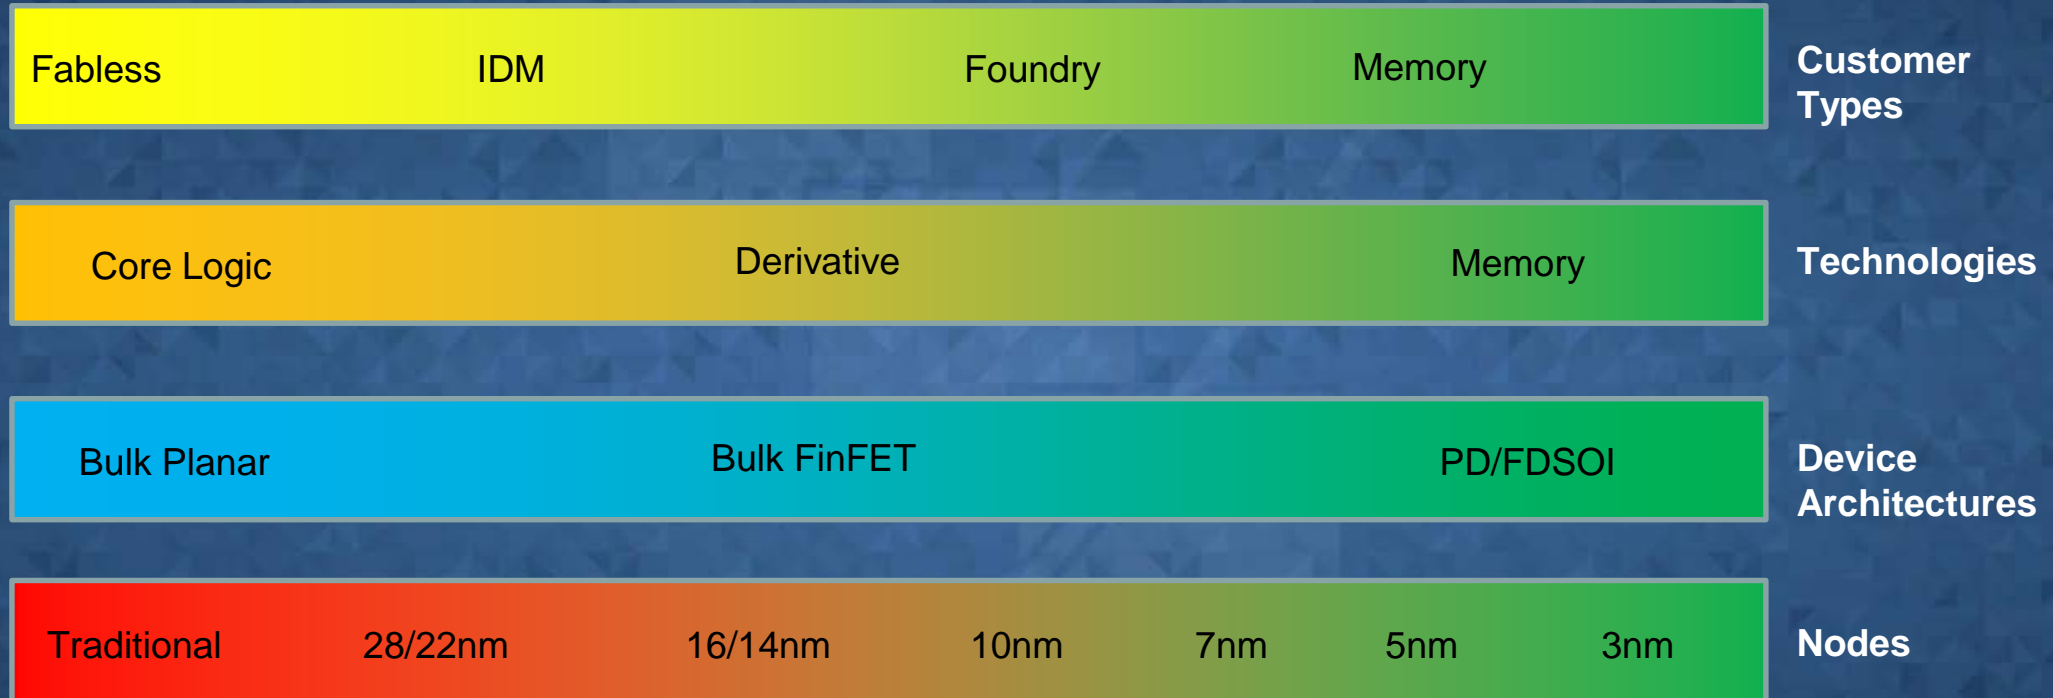 Fabless IDM Foundry Memory
Customer
Types
Core Logic Derivative Memory
Technologies
Bulk Planar Bulk FinFET PD/FDSOI
Device
Architectures
Traditional 28/22nm 16/14nm 10nm 7nm 5nm 3nm
Nodes